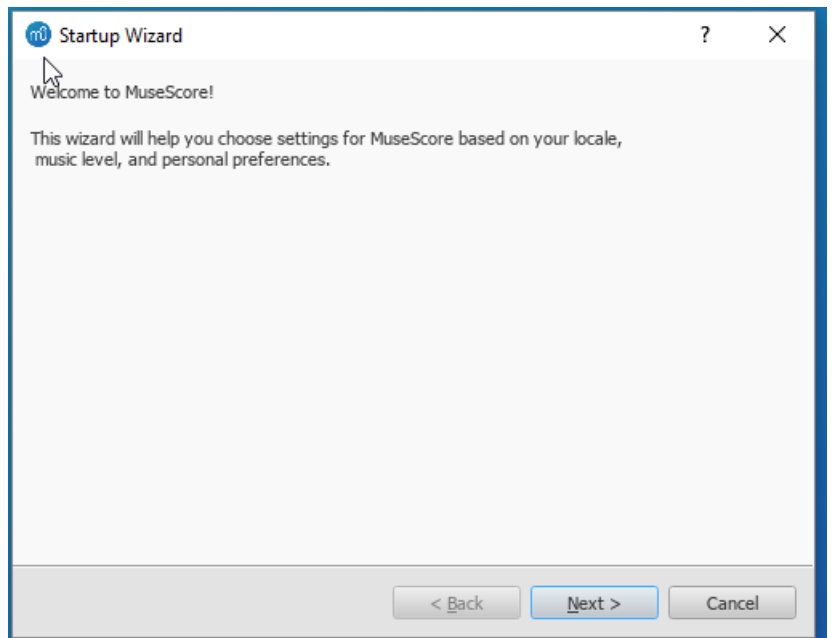 Startup Wizard ?
Welcome to MuseScore!
This wizard will help you choose settings for MuseScore based on your locale,
music level, and personal preferences.
< Back Next > Cancel